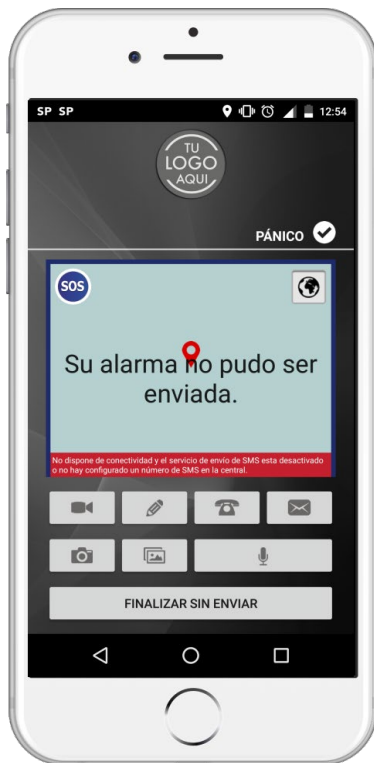 SP SP 12:54
TU
LOGO
AQUI
PÁNICO
SOS
Su alarma no pudo ser
enviada.
No dispone de conectividad y el servicio de envío de SMS esta desactivado
o no hay configurado un número de SMS en la central.
FINALIZAR SIN ENVIAR